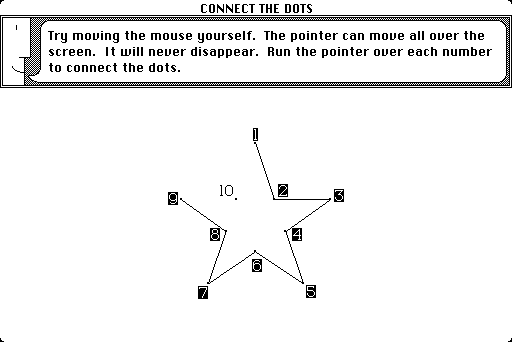 CONNECT THE DOTS
Try moving the mouse yourself.  The pointer can move all over the
screen.  It will never disappear.  Run the pointer over each number
to connect the dots.
1
10 2 3
9
8 4
6
7 5